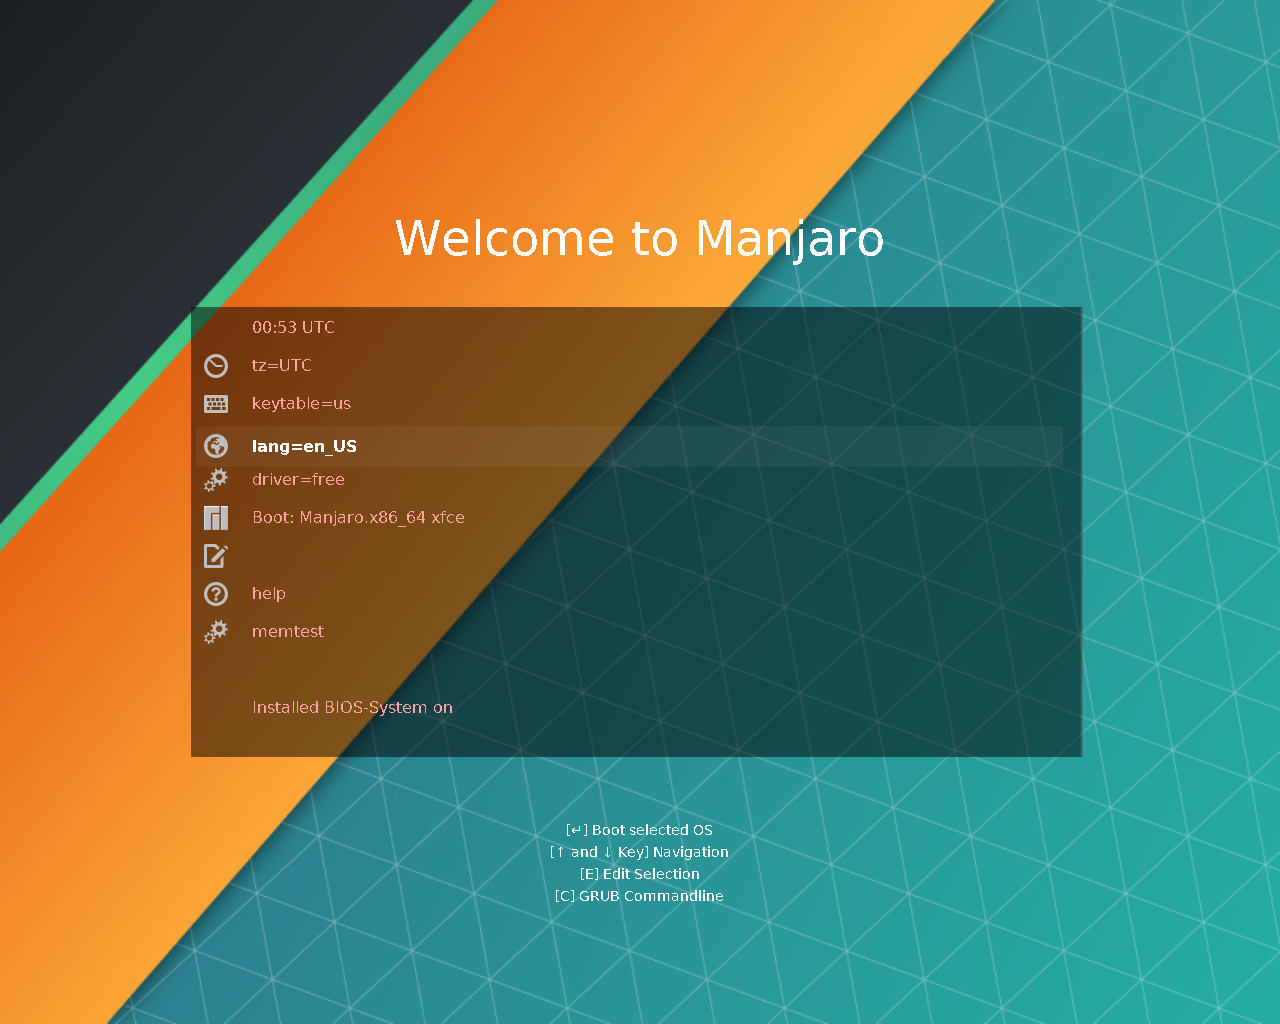 Welcome to Manjaro
00:53 UTC
tz=UTC
keytable=us
lang=en_US
driver=free
Boot: Manjaro.x86_64 xfce
help
memtest
Installed BIOS-System on
[↵] Boot selected OS
[↑ and ↓ Key] Navigation
[E] Edit Selection
[C] GRUB Commandline